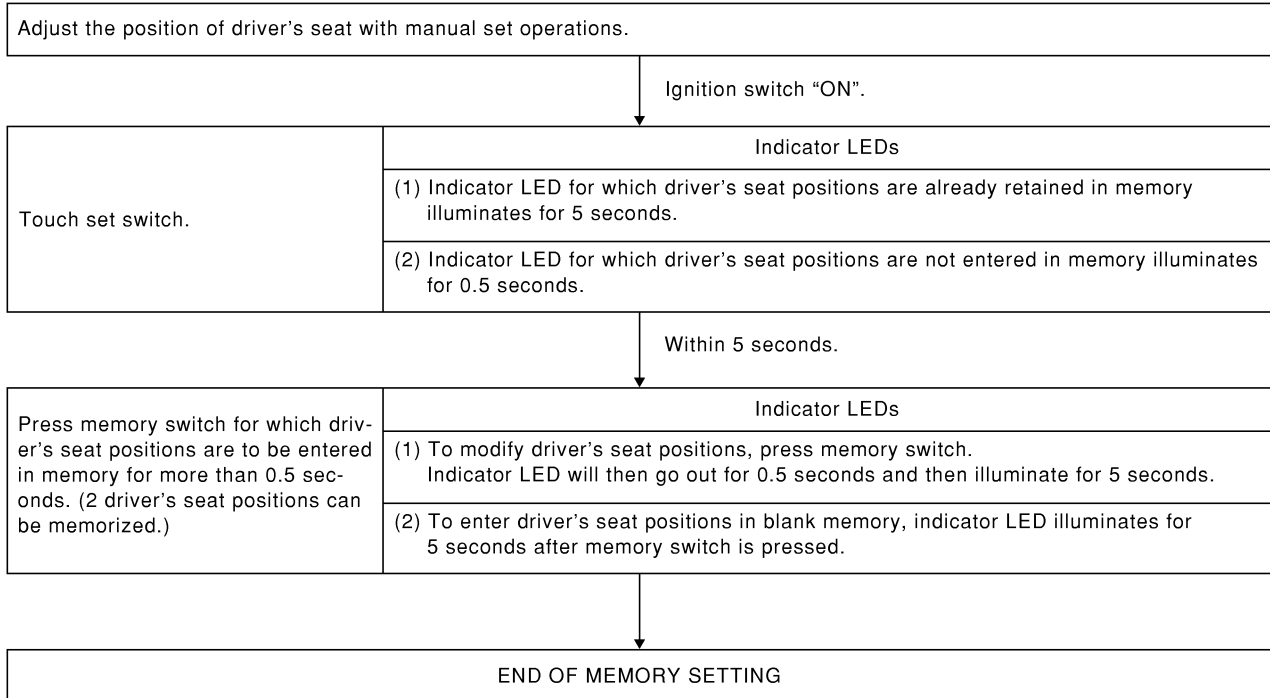 Adjust the position of driver's seat with manual set operations.
Ignition switch “ON”.
Touch set switch.
Indicator LEDs
(1) Indicator LED for which driver's seat positions are already retained in memory
illuminates for 5 seconds.
(2) Indicator LED for which driver's seat positions are not entered in memory illuminates
for 0.5 seconds.
Within 5 seconds.
Press memory switch for which driv-
er's seat positions are to be entered
in memory for more than 0.5 sec-
onds. (2 driver's seat positions can
be memorized.)
Indicator LEDs
(1) To modify driver's seat positions, press memory switch.
Indicator LED will then go out for 0.5 seconds and then illuminate for 5 seconds.
(2) To enter driver's seat positions in blank memory, indicator LED illuminates for
5 seconds after memory switch is pressed.
END OF MEMORY SETTING